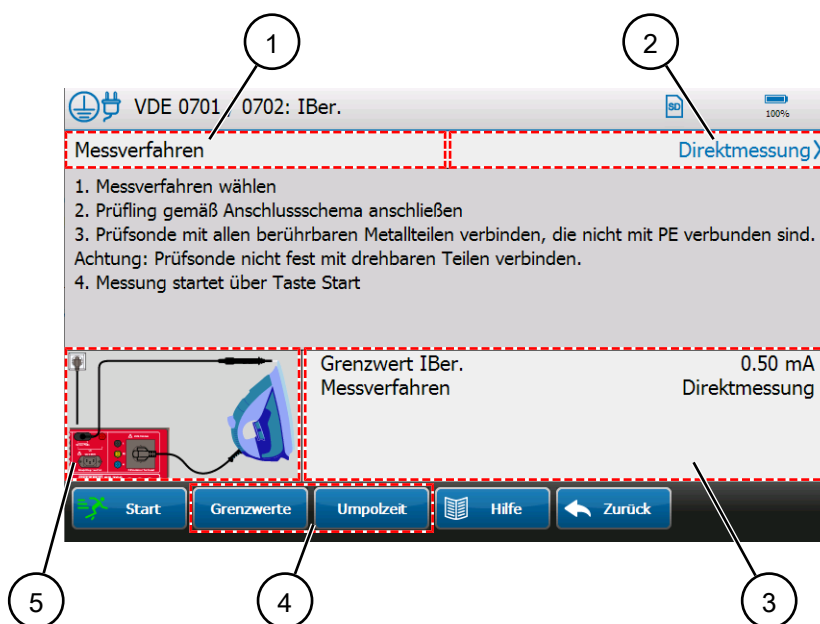 1
2
VDE 0701 / 0702: IBer.
SD
100%
Messverfahren
Direktmessung
1. Messverfahren wählen
2. Prüfling gemäß Anschlussschema anschließen
3. Prüfsonde mit allen berührbaren Metallteilen verbinden, die nicht mit PE verbunden sind.
Achtung: Prüfsonde nicht fest mit drehbaren Teilen verbinden.
4. Messung startet über Taste Start
Grenzwert IBer. 0.50 mA
Messverfahren Direktmessung
Start Grenzwerte Umpolzeit Hilfe Zurück
5
4
3